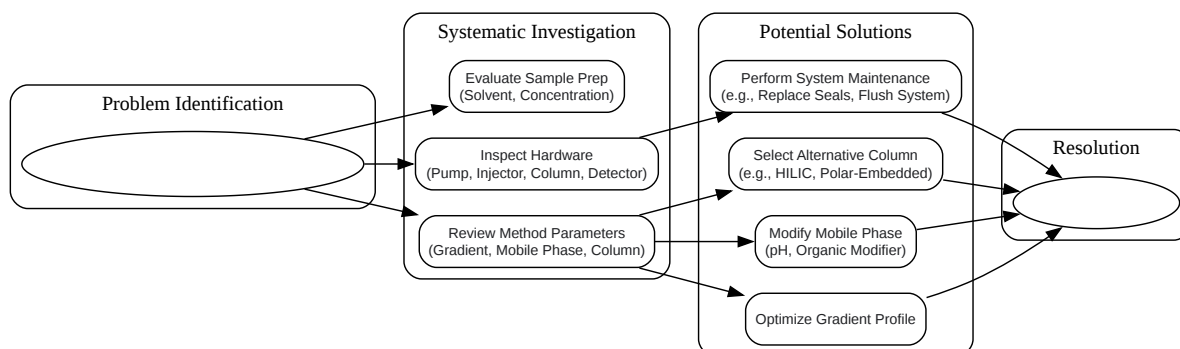 Problem Identification
Systematic Investigation
Evaluate Sample Prep
(Solvent, Concentration)
Inspect Hardware
(Pump, Injector, Column, Detector)
Review Method Parameters
(Gradient, Mobile Phase, Column)
Potential Solutions
Perform System Maintenance
(e.g., Replace Seals, Flush System)
Select Alternative Column
(e.g., HILIC, Polar-Embedded)
Modify Mobile Phase
(pH, Organic Modifier)
Optimize Gradient Profile
Resolution